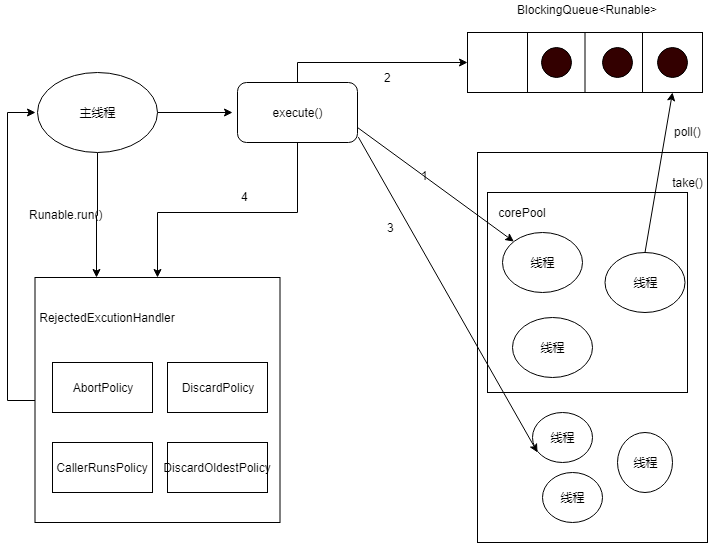 BlockingQueue<Runable>
2
主线程
execute()
poll()
1
take()
4
Runable.run()
corePool
3
线程
线程
RejectedExcutionHandler
线程
AbortPolicy
DiscardPolicy
线程
线程
CallerRunsPolicy
DiscardOldestPolicy
线程